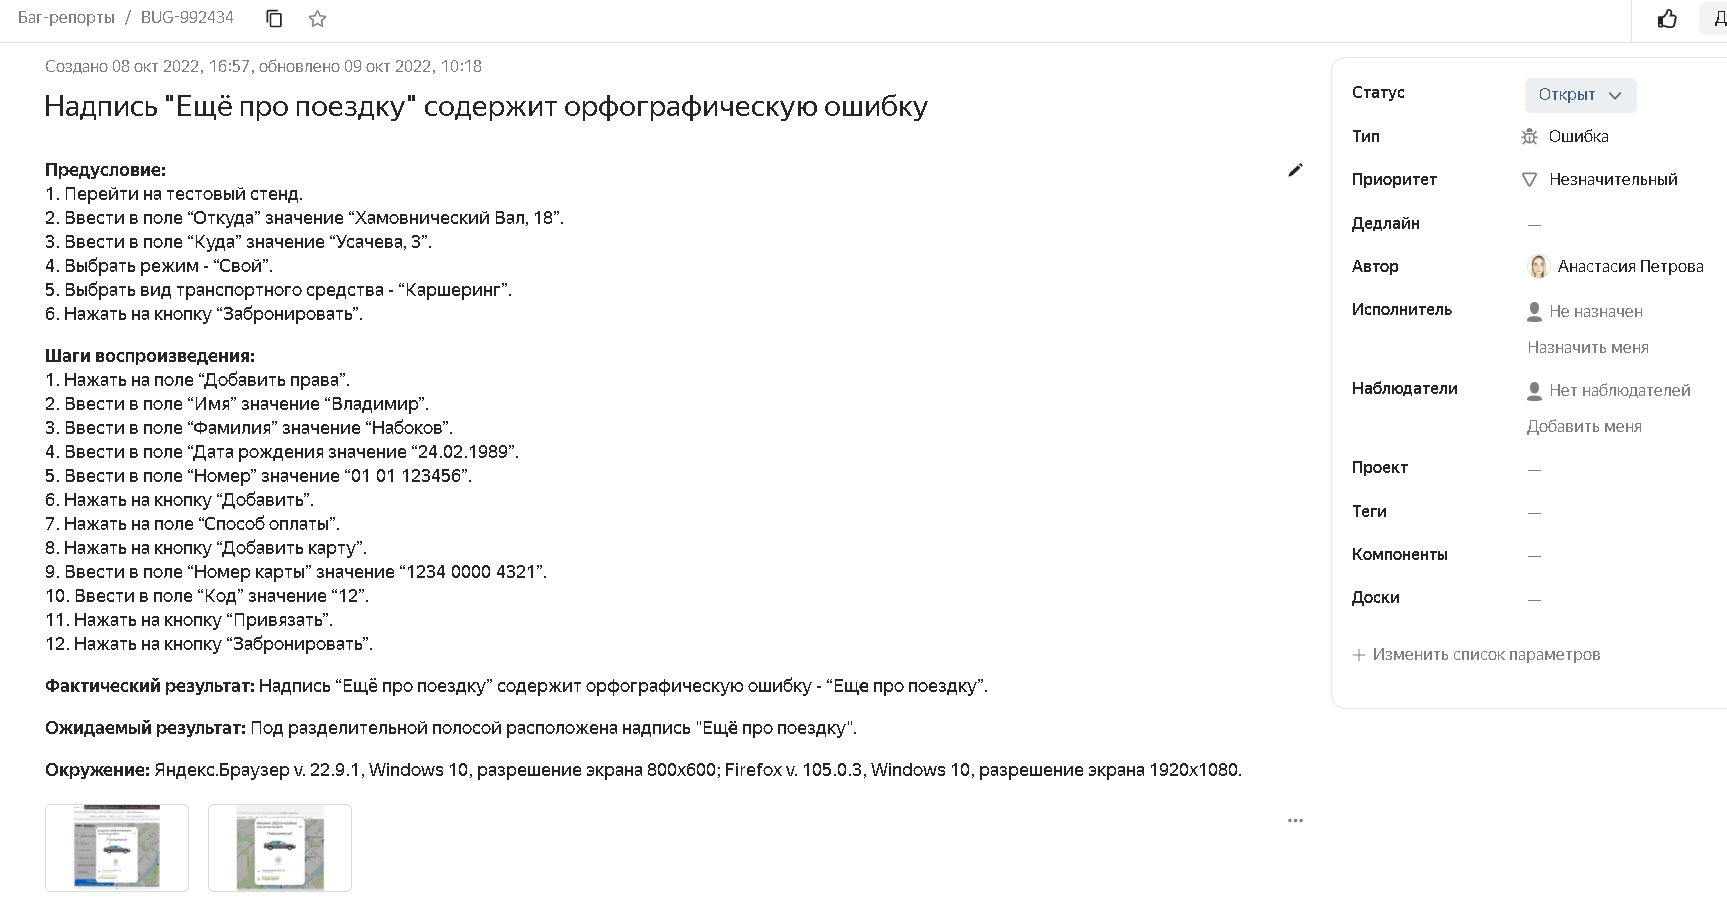 Баг-репорты / BUG-992434
Создано 08 окт 2022, 16:57, обновлено 09 окт 2022, 10:18
Надпись "Ещё про поездку" содержит орфографическую ошибку
Предусловие:
1. Перейти на тестовый стенд.
2. Ввести в поле “Откуда” значение “Хамовнический Вал, 18”.
3. Ввести в поле “Куда” значение “Усачева, 3”.
4. Выбрать режим - “Свой”.
5. Выбрать вид транспортного средства - “Каршеринг”.
6. Нажать на кнопку “Забронировать”.
Шаги воспроизведения:
1. Нажать на поле “Добавить права”.
2. Ввести в поле “Имя” значение “Владимир”.
3. Ввести в поле “Фамилия” значение “Набоков”.
4. Ввести в поле “Дата рождения значение “24.02.1989”.
5. Ввести в поле “Номер” значение “01 01 123456”.
6. Нажать на кнопку “Добавить”.
7. Нажать на поле “Способ оплаты”.
8. Нажать на кнопку “Добавить карту”.
9. Ввести в поле “Номер карты” значение “1234 0000 4321”.
10. Ввести в поле “Код” значение “12”.
11. Нажать на кнопку “Привязать”.
12. Нажать на кнопку “Забронировать”.
Фактический результат: Надпись “Ещё про поездку” содержит орфографическую ошибку - “Еще про поездку”.
Ожидаемый результат: Под разделительной полосой расположена надпись "Ещё про поездку".
Окружение: Яндекс.Браузер v. 22.9.1, Windows 10, разрешение экрана 800x600; Firefox v. 105.0.3, Windows 10, разрешение экрана 1920x1080.
Статус Открыт
Тип Ошибка
Приоритет Незначительный
Дедлайн —
Автор Анастасия Петрова
Исполнитель Не назначен
Назначить меня
Наблюдатели Нет наблюдателей
Добавить меня
Проект —
Теги —
Компоненты —
Доски —
+ Изменить список параметров